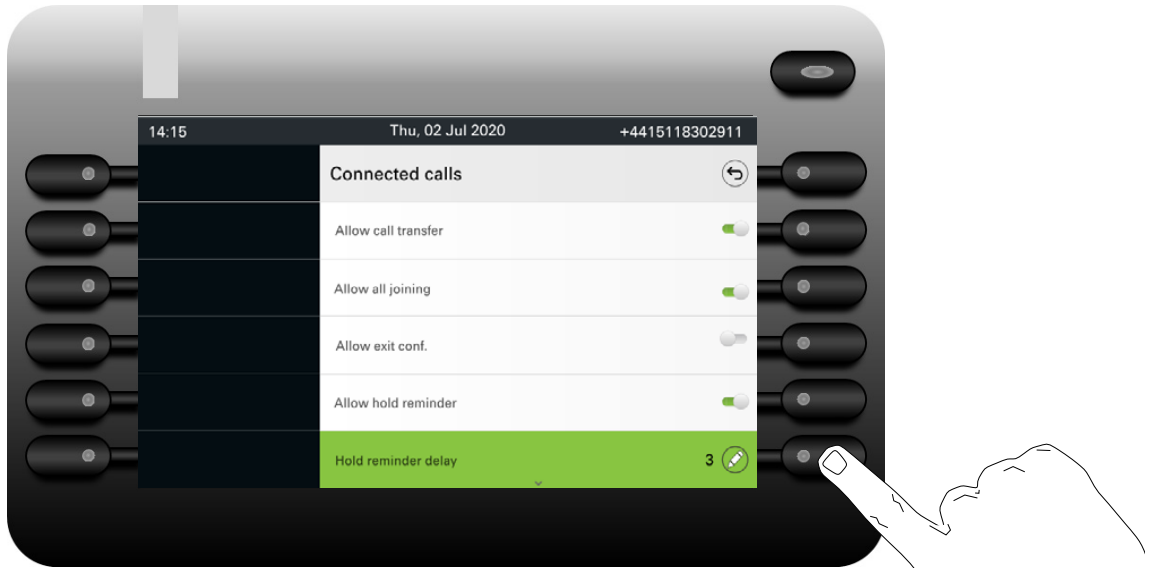 14:15 Thu, 02 Jul 2020 +4415118302911
Connected calls
Allow call transfer
Allow all joining
Allow exit conf.
Allow hold reminder
Hold reminder delay 3